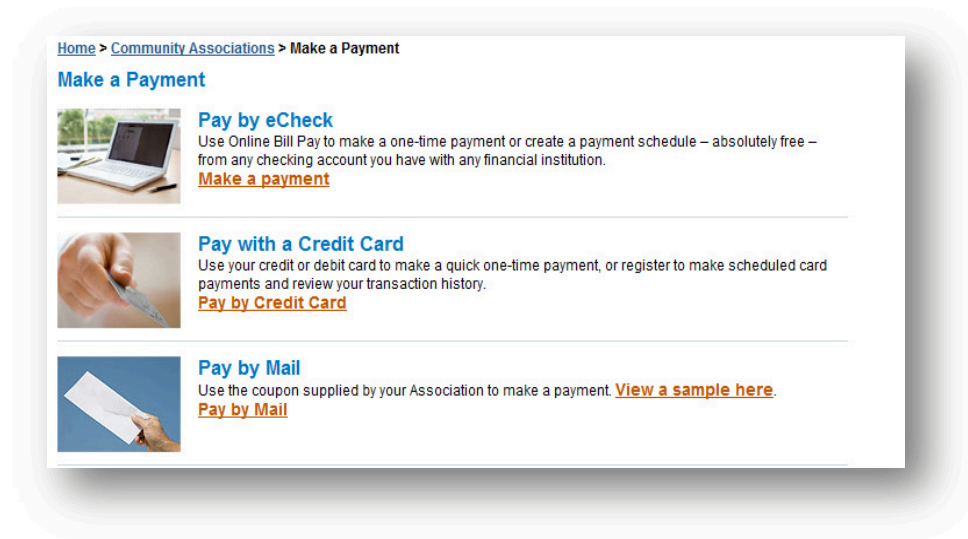 Home > Community Associations > Make a Payment
Make a Payment
Pay by eCheck
Use Online Bill Pay to make a one-time payment or create a payment schedule – absolutely free –
from any checking account you have with any financial institution.
Make a payment
Pay with a Credit Card
Use your credit or debit card to make a quick one-time payment, or register to make scheduled card
payments and review your transaction history.
Pay by Credit Card
Pay by Mail
Use the coupon supplied by your Association to make a payment. View a sample here.
Pay by Mail